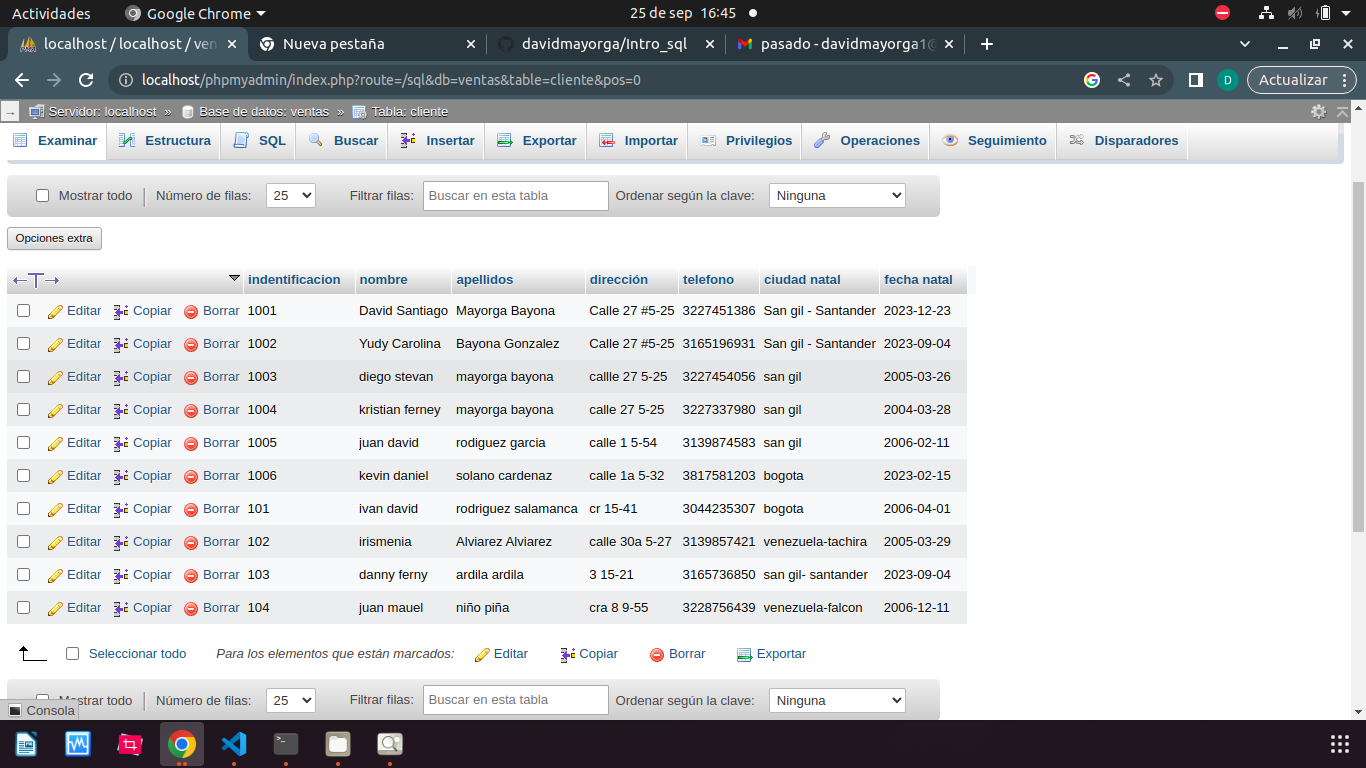 Actividades Google Chrome 25 de sep 16:45
localhost / localhost / ven Nueva pestaña davidmayorga/Intro_sql pasado - davidmayorga1@
localhost/phpmyadmin/index.php?route=/sql&db=ventas&table=cliente&pos=0 D Actualizar
Servidor: localhost » Base de datos: ventas » Tabla: cliente
Examinar Estructura SQL Buscar Insertar Exportar Importar Privilegios Operaciones Seguimiento Disparadores
Mostrar todo Número de filas: 25 Filtrar filas: Buscar en esta tabla Ordenar según la clave: Ninguna
Opciones extra
indentificacion nombre apellidos dirección telefono ciudad natal fecha natal
Editar Copiar Borrar 1001 David Santiago Mayorga Bayona Calle 27 #5-25 3227451386 San gil - Santander 2023-12-23
Editar Copiar Borrar 1002 Yudy Carolina Bayona Gonzalez Calle 27 #5-25 3165196931 San gil - Santander 2023-09-04
Editar Copiar Borrar 1003 diego stevan mayorga bayona callle 27 5-25 3227454056 san gil 2005-03-26
Editar Copiar Borrar 1004 kristian ferney mayorga bayona calle 27 5-25 3227337980 san gil 2004-03-28
Editar Copiar Borrar 1005 juan david rodiguez garcia calle 1 5-54 3139874583 san gil 2006-02-11
Editar Copiar Borrar 1006 kevin daniel solano cardenaz calle 1a 5-32 3817581203 bogota 2023-02-15
Editar Copiar Borrar 101 ivan david rodriguez salamanca cr 15-41 3044235307 bogota 2006-04-01
Editar Copiar Borrar 102 irismenia Alviarez Alviarez calle 30a 5-27 3139857421 venezuela-tachira 2005-03-29
Editar Copiar Borrar 103 danny ferny ardila ardila 3 15-21 3165736850 san gil- santander 2023-09-04
Editar Copiar Borrar 104 juan mauel niño piña cra 8 9-55 3228756439 venezuela-falcon 2006-12-11
Seleccionar todo Para los elementos que están marcados: Editar Copiar Borrar Exportar
Mostrar todo Número de filas: 25 Filtrar filas: Buscar en esta tabla Ordenar según la clave: Ninguna
Consola